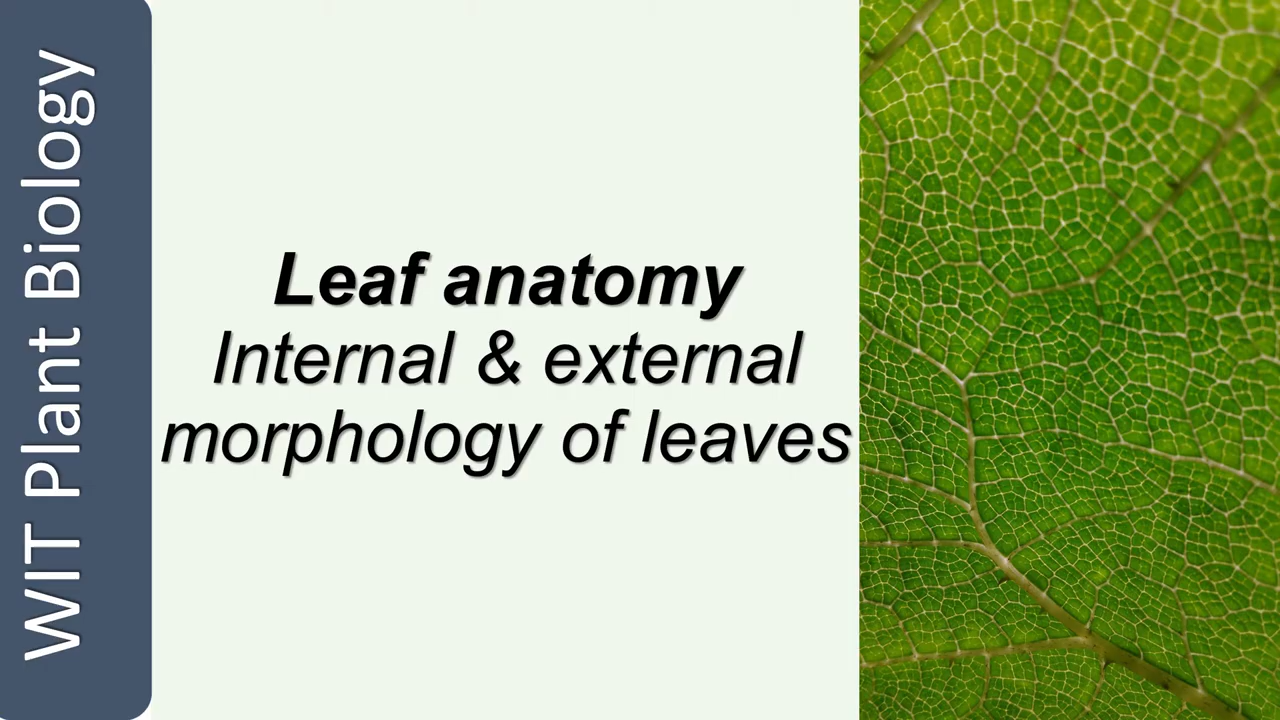 WIT Plant Biology
Leaf anatomy
Internal & external
morphology of leaves